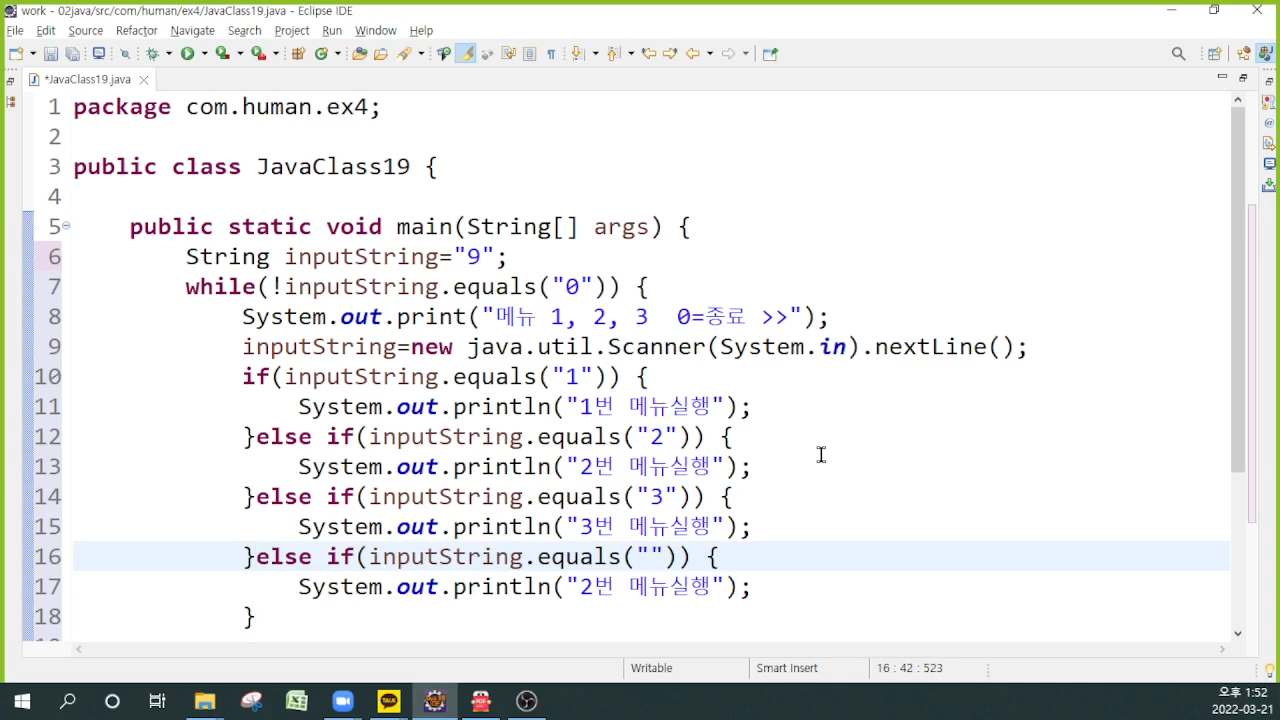 work - 02java/src/com/human/ex4/JavaClass19.java - Eclipse IDE
File Edit Source Refactor Navigate Search Project Run Window Help
*JavaClass19.java
1 package com.human.ex4;
2
3 public class JavaClass19 {
4
5 public static void main(String[] args) {
6 String inputString="9";
7 while(!inputString.equals("0")) {
8 System.out.print("메뉴 1, 2, 3  0=종료 >>");
9 inputString=new java.util.Scanner(System.in).nextLine();
10 if(inputString.equals("1")) {
11 System.out.println("1번 메뉴실행");
12 }else if(inputString.equals("2")) {
13 System.out.println("2번 메뉴실행");
14 }else if(inputString.equals("3")) {
15 System.out.println("3번 메뉴실행");
16 }else if(inputString.equals("")) {
17 System.out.println("2번 메뉴실행");
18 }
Writable Smart Insert 16 : 42 : 523
TALK
PDF
오후 1:52
2022-03-21